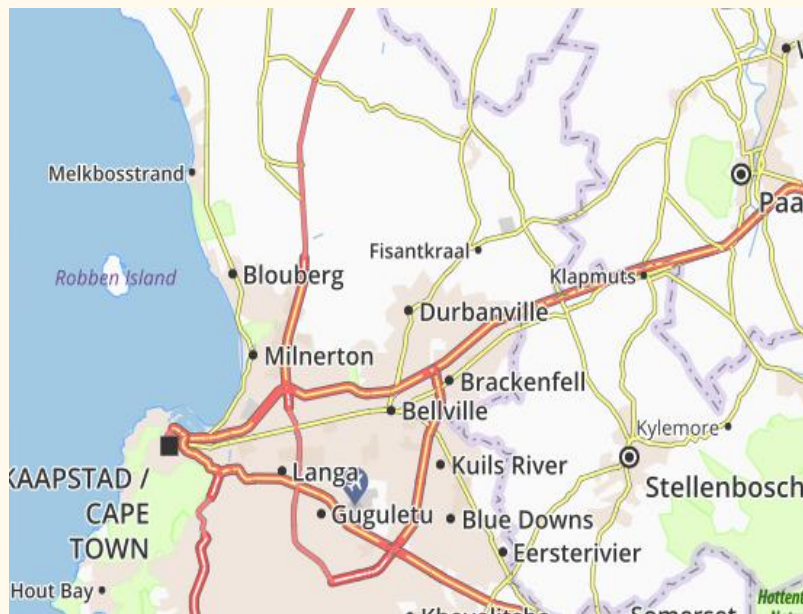 Melkbosstrand
Paa
Fisantkraal
Robben Island
Blouberg
Klapmuts
Durbanville
Milnerton
Brackenfell
Bellville
Kylemore
KAAPSTAD /
CAPE
TOWN
Langa
Kuils River
Stellenbosch
Guguletu
Blue Downs
Eersterivier
Hout Bay
Somerset